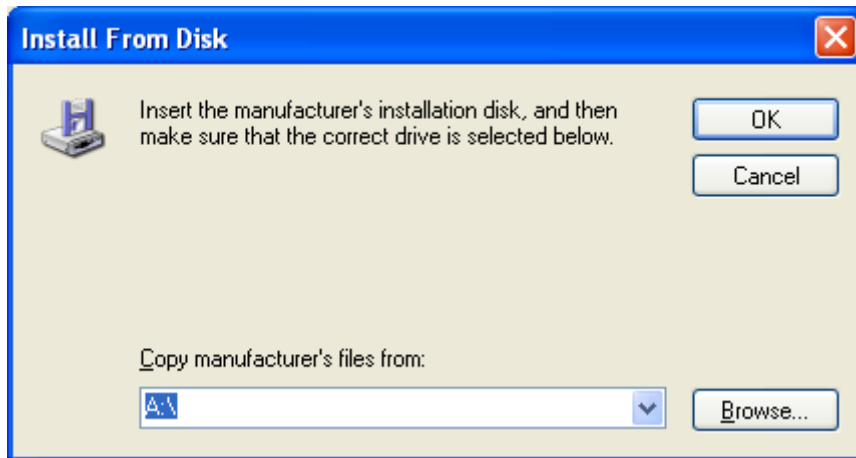 Install From Disk
Insert the manufacturer's installation disk, and then
make sure that the correct drive is selected below.
OK
Cancel
Copy manufacturer's files from:
A:\
Browse...